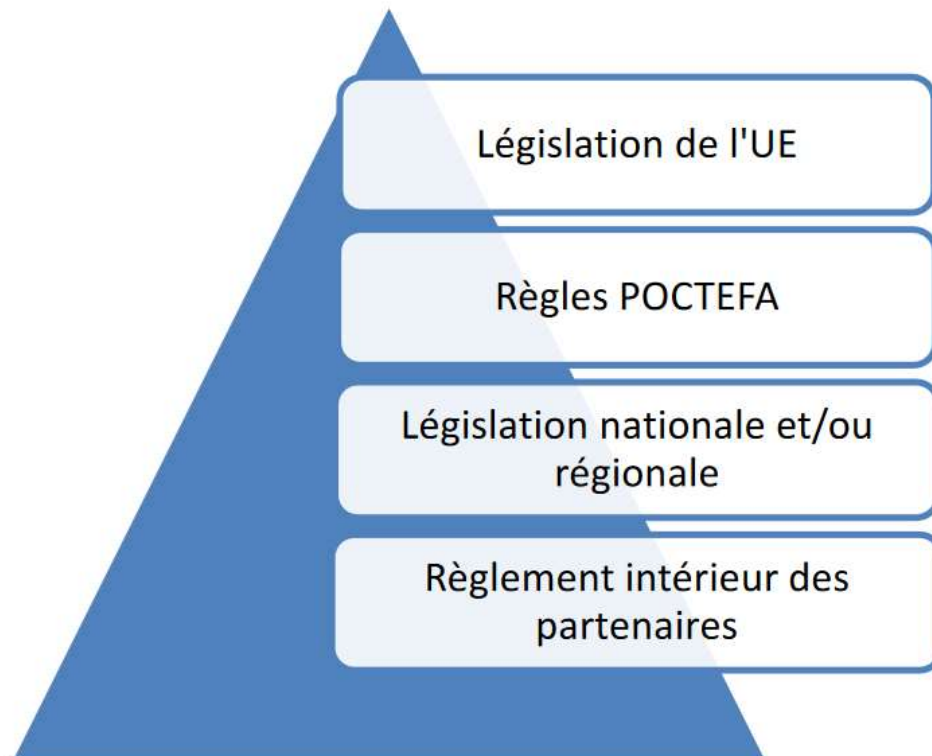 Législation de l'UE
Règles POCTEFA
Législation nationale et/ou
régionale
Règlement intérieur des
partenaires